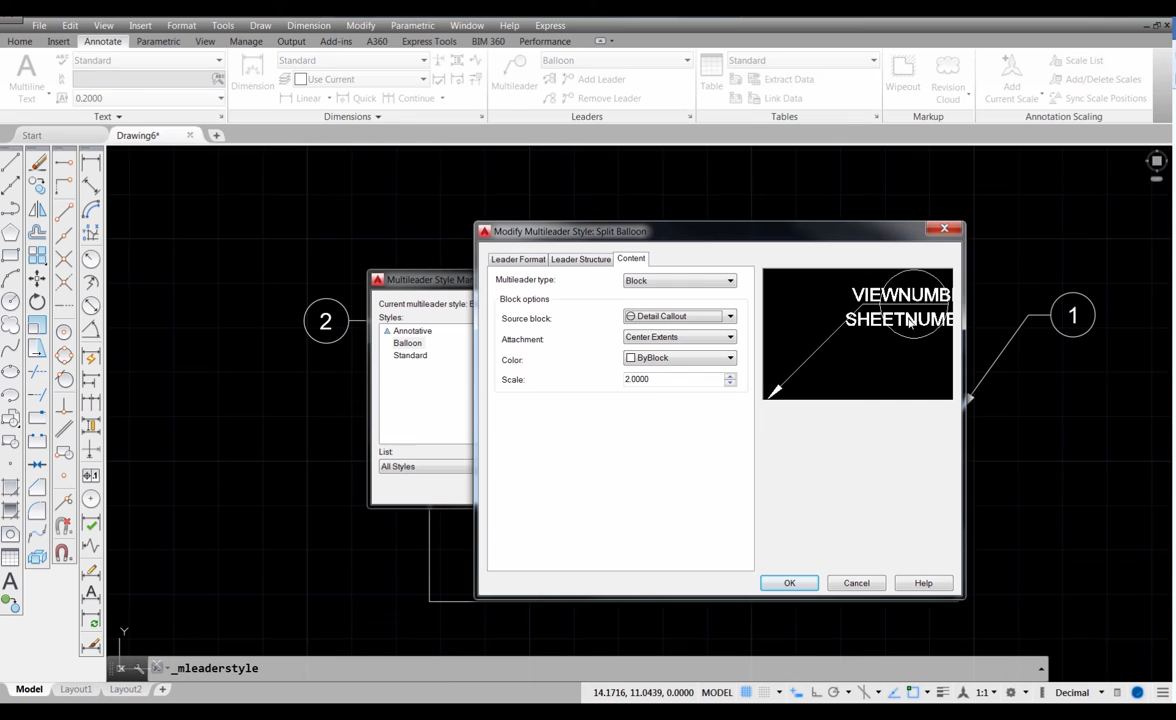 File Edit View Insert Format Tools Draw Dimension Modify Parametric Window Help Express
Home Insert Annotate Parametric View Manage Output Add-ins A360 Express Tools BIM 360 Performance
Standard Standard Balloon Standard Scale List
Use Current Add Leader Extract Data Add/Delete Scales
Multiline Text Dimension Multileader Table Wipeout Revision Cloud Add Current Scale
0.2000 Linear Quick Continue Remove Leader Link Data Sync Scale Positions
Text Dimensions Leaders Tables Markup Annotation Scaling
Start Drawing6*
Modify Multileader Style: Split Balloon
Leader Format Leader Structure Content
Multileader type: Block
Block options
Source block: Detail Callout
Attachment: Center Extents
Color: ByBlock
Scale: 2.0000
VIEWNUMBE
SHEETNUME
OK Cancel Help
Multileader Style Mar
Current multileader style: B
Styles:
Annotative
Balloon
Standard
List:
All Styles
2
1
A
A
Y
X
_mleaderstyle
Model Layout1 Layout2 +
14.1716, 11.0439, 0.0000 MODEL 1:1 Decimal